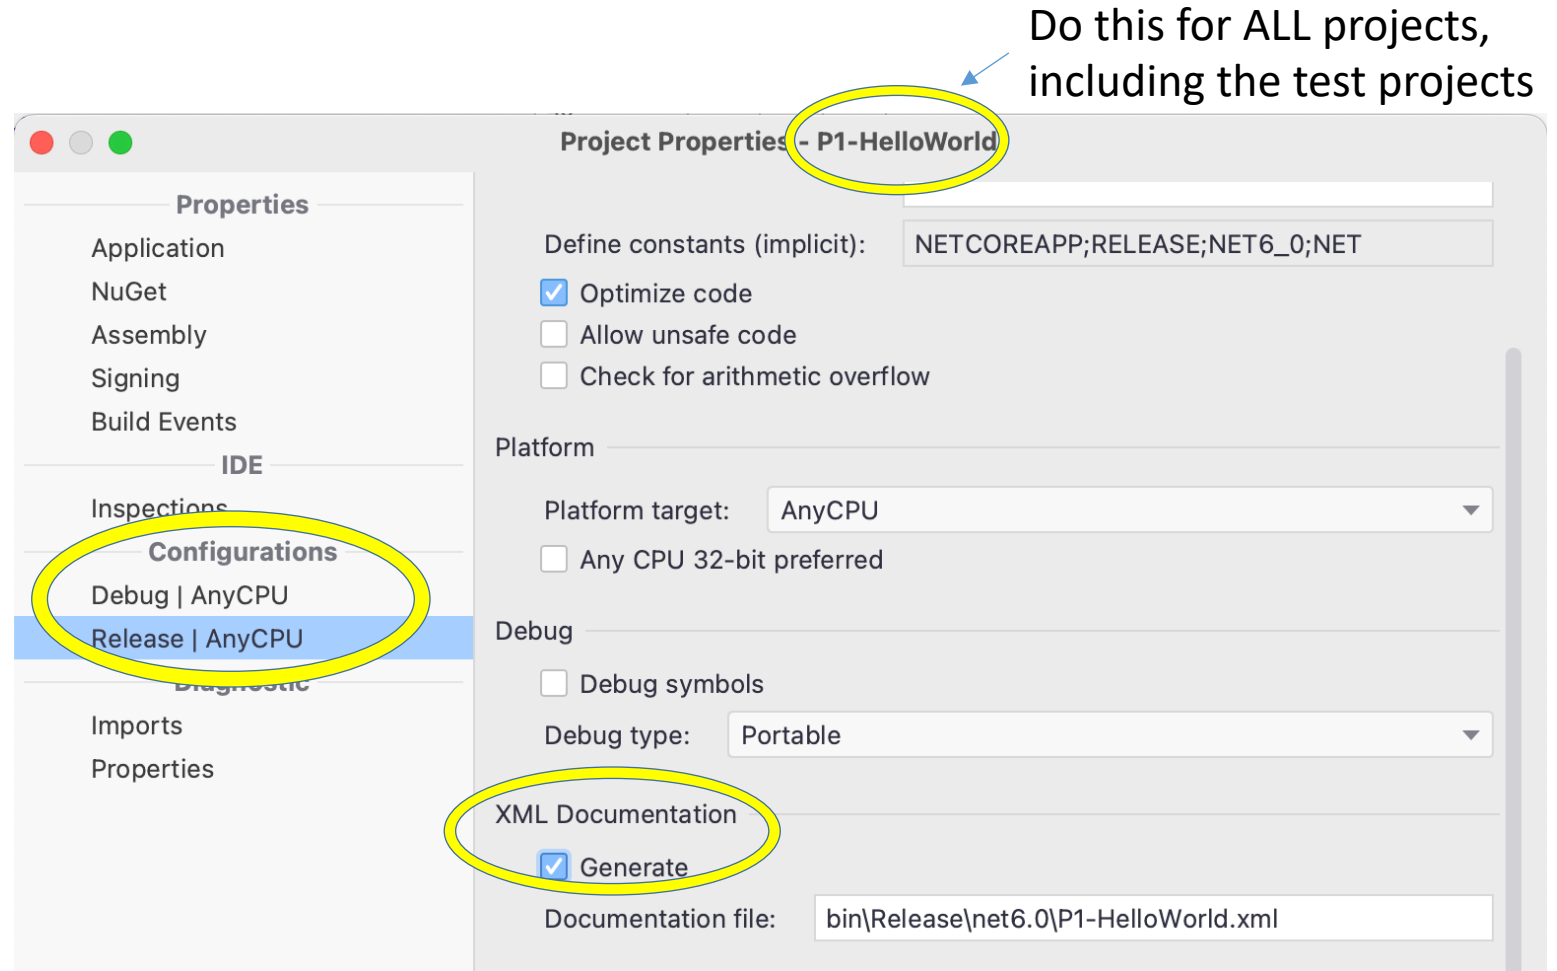 Do this for ALL projects,
including the test projects
Project Properties - P1-HelloWorld
Properties
Application
NuGet
Assembly
Signing
Build Events
IDE
Inspections
Configurations
Debug | AnyCPU
Release | AnyCPU
Diagnostic
Imports
Properties
Define constants (implicit): NETCOREAPP;RELEASE;NET6_0;NET
Optimize code
Allow unsafe code
Check for arithmetic overflow
Platform
Platform target: AnyCPU
Any CPU 32-bit preferred
Debug
Debug symbols
Debug type: Portable
XML Documentation
Generate
Documentation file: bin\Release\net6.0\P1-HelloWorld.xml